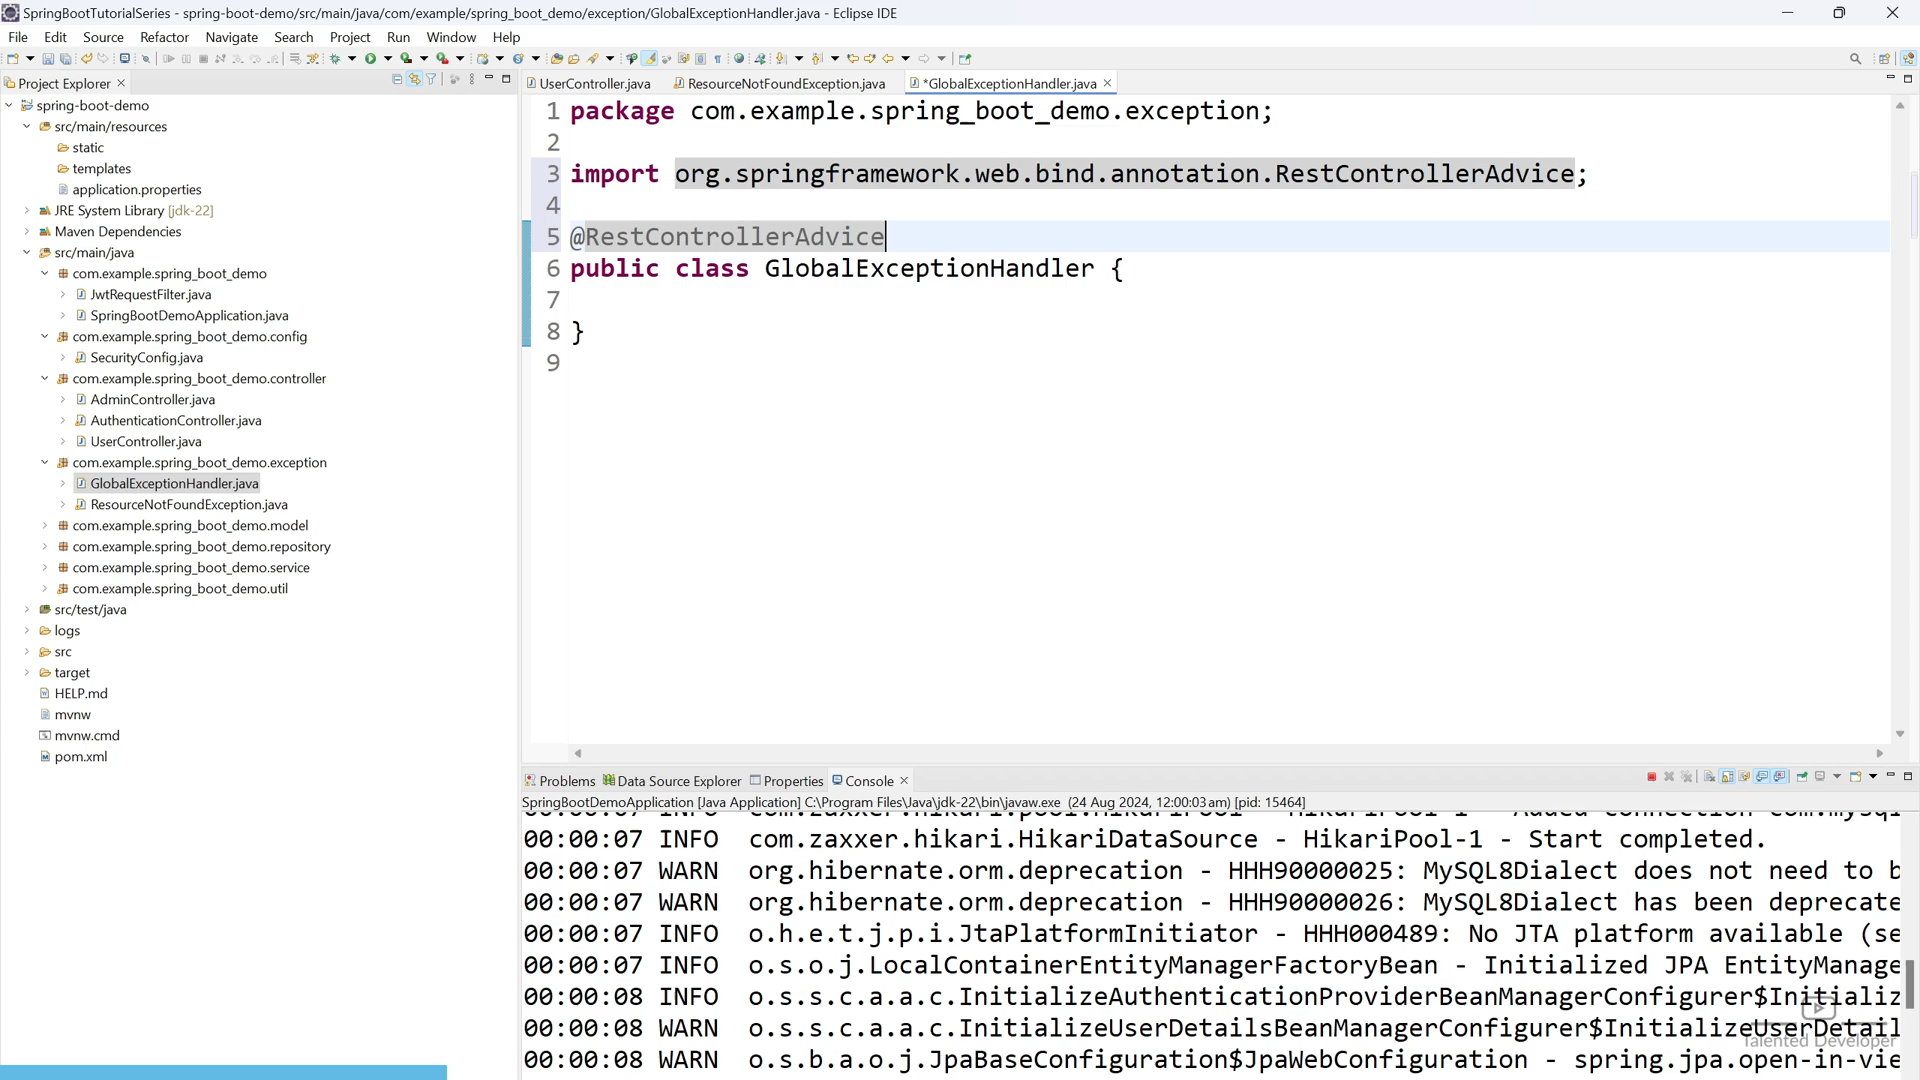 SpringBootTutorialSeries - spring-boot-demo/src/main/java/com/example/spring_boot_demo/exception/GlobalExceptionHandler.java - Eclipse IDE
File Edit Source Refactor Navigate Search Project Run Window Help
Project Explorer
UserController.java ResourceNotFoundException.java *GlobalExceptionHandler.java
spring-boot-demo
src/main/resources
static
templates
application.properties
JRE System Library [jdk-22]
Maven Dependencies
src/main/java
com.example.spring_boot_demo
JwtRequestFilter.java
SpringBootDemoApplication.java
com.example.spring_boot_demo.config
SecurityConfig.java
com.example.spring_boot_demo.controller
AdminController.java
AuthenticationController.java
UserController.java
com.example.spring_boot_demo.exception
GlobalExceptionHandler.java
ResourceNotFoundException.java
com.example.spring_boot_demo.model
com.example.spring_boot_demo.repository
com.example.spring_boot_demo.service
com.example.spring_boot_demo.util
src/test/java
logs
src
target
HELP.md
mvnw
mvnw.cmd
pom.xml
1 package com.example.spring_boot_demo.exception;
2
3 import org.springframework.web.bind.annotation.RestControllerAdvice;
4
5 @RestControllerAdvice
6 public class GlobalExceptionHandler {
7
8 }
9
Problems Data Source Explorer Properties Console
SpringBootDemoApplication [Java Application] C:\Program Files\Java\jdk-22\bin\javaw.exe (24 Aug 2024, 12:00:03 am) [pid: 15464]
00:00:07 INFO com.zaxxer.hikari.HikariDataSource - HikariPool-1 - Start completed.
00:00:07 WARN org.hibernate.orm.deprecation - HHH90000025: MySQL8Dialect does not need to b
00:00:07 WARN org.hibernate.orm.deprecation - HHH90000026: MySQL8Dialect has been deprecate
00:00:07 INFO o.h.e.t.j.p.i.JtaPlatformInitiator - HHH000489: No JTA platform available (se
00:00:07 INFO o.s.o.j.LocalContainerEntityManagerFactoryBean - Initialized JPA EntityManage
00:00:08 INFO o.s.s.c.a.a.c.InitializeAuthenticationProviderBeanManagerConfigurer$Initializ
00:00:08 WARN o.s.s.c.a.a.c.InitializeUserDetailsBeanManagerConfigurer$InitializeUserDetail
00:00:08 WARN o.s.b.a.o.j.JpaBaseConfiguration$JpaWebConfiguration - spring.jpa.open-in-vie
Talented Developer